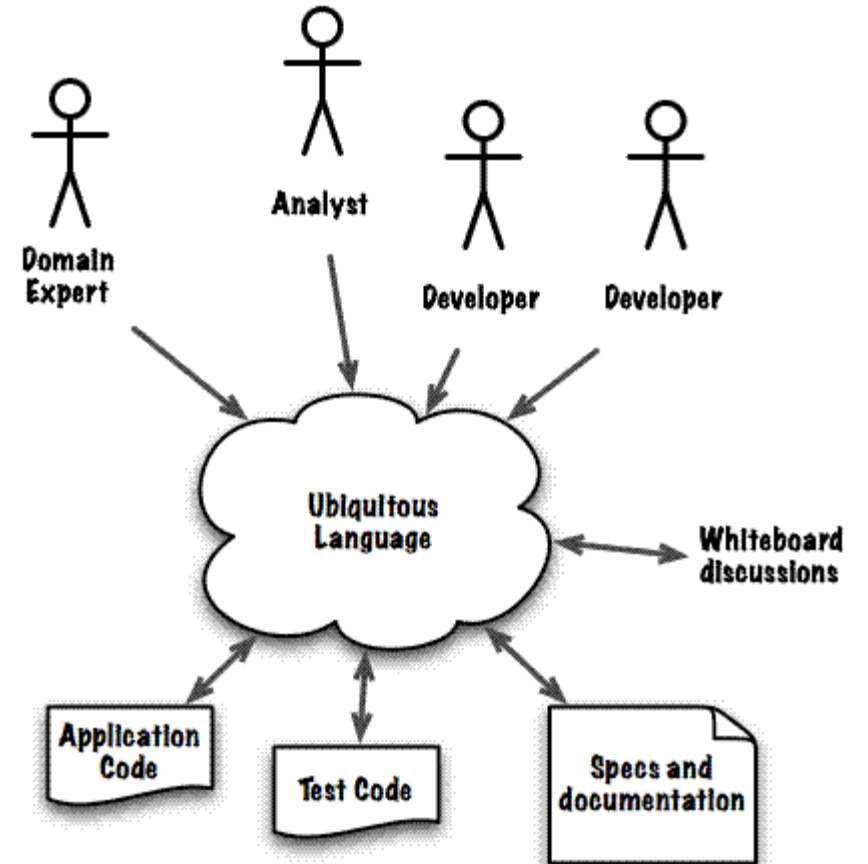 Analyst
Domain
Expert
Developer
Developer
Ubiquitous
Language
Whiteboard
discussions
Application
Code
Test Code
Specs and
documentation